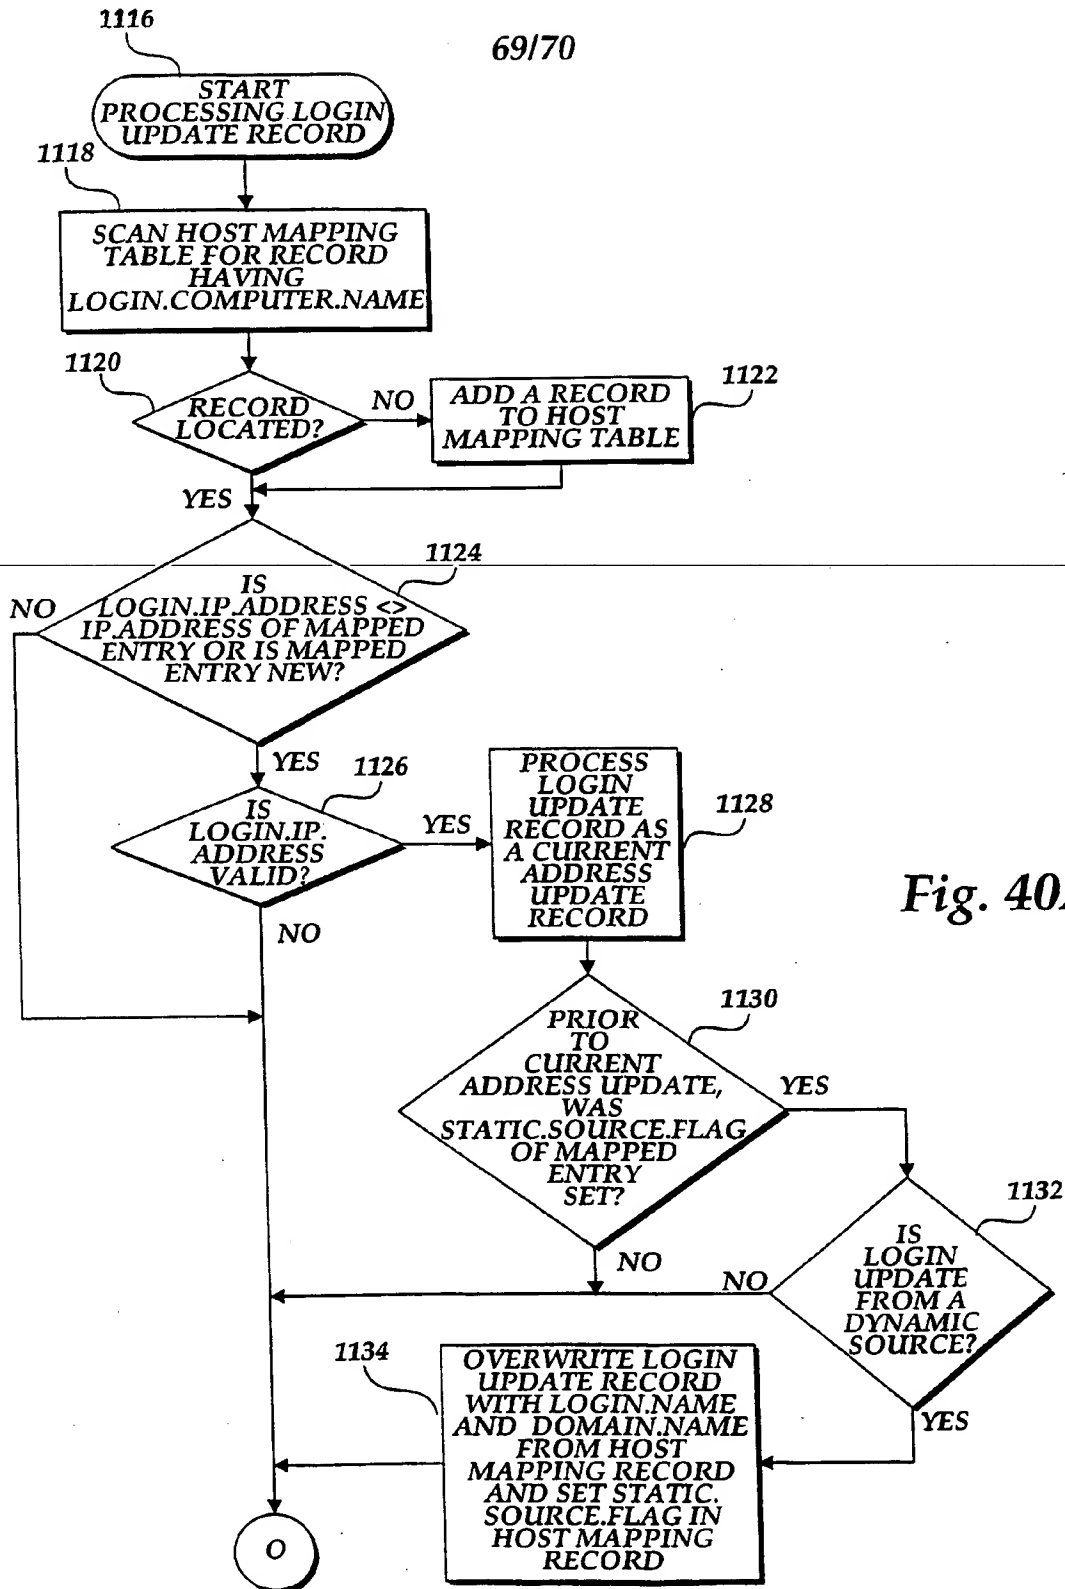 1116
69/70
START
PROCESSING LOGIN
UPDATE RECORD
1118
SCAN HOST MAPPING
TABLE FOR RECORD
HAVING
LOGIN.COMPUTER.NAME
1120
RECORD
LOCATED?
NO
ADD A RECORD
TO HOST
MAPPING TABLE
1122
YES
1124
IS
LOGIN.IP.ADDRESS <>
IP.ADDRESS OF MAPPED
ENTRY OR IS MAPPED
ENTRY NEW?
NO
YES
1126
IS
LOGIN.IP.
ADDRESS
VALID?
YES
PROCESS
LOGIN
UPDATE
RECORD AS
A CURRENT
ADDRESS
UPDATE
RECORD
1128
NO
Fig. 40
1130
PRIOR
TO
CURRENT
ADDRESS UPDATE,
WAS
STATIC.SOURCE.FLAG
OF MAPPED
ENTRY
SET?
YES
NO
1132
IS
LOGIN
UPDATE
FROM A
DYNAMIC
SOURCE?
NO
YES
1134
OVERWRITE LOGIN
UPDATE RECORD
WITH LOGIN.NAME
AND DOMAIN.NAME
FROM HOST
MAPPING RECORD
AND SET STATIC.
SOURCE.FLAG IN
HOST MAPPING
RECORD
O